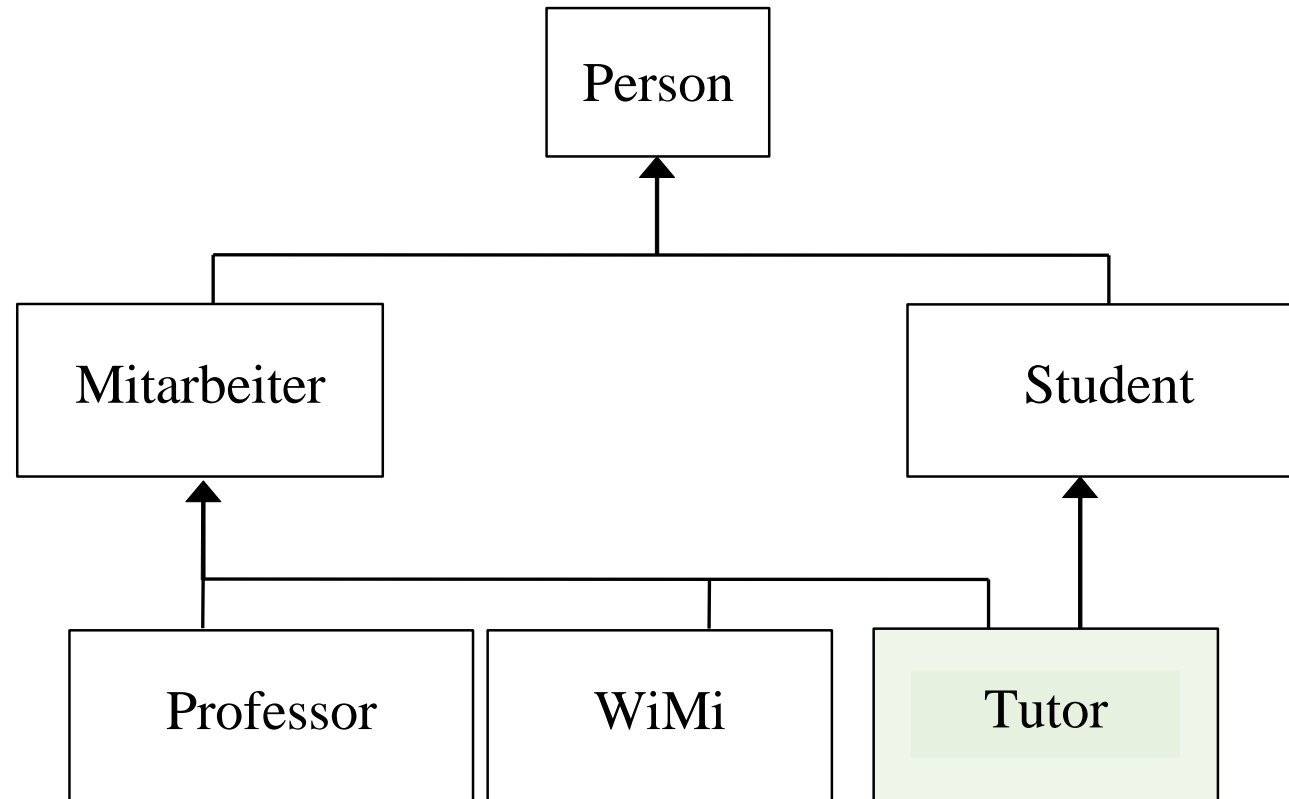 Person
Mitarbeiter
Student
Professor
WiMi
Tutor